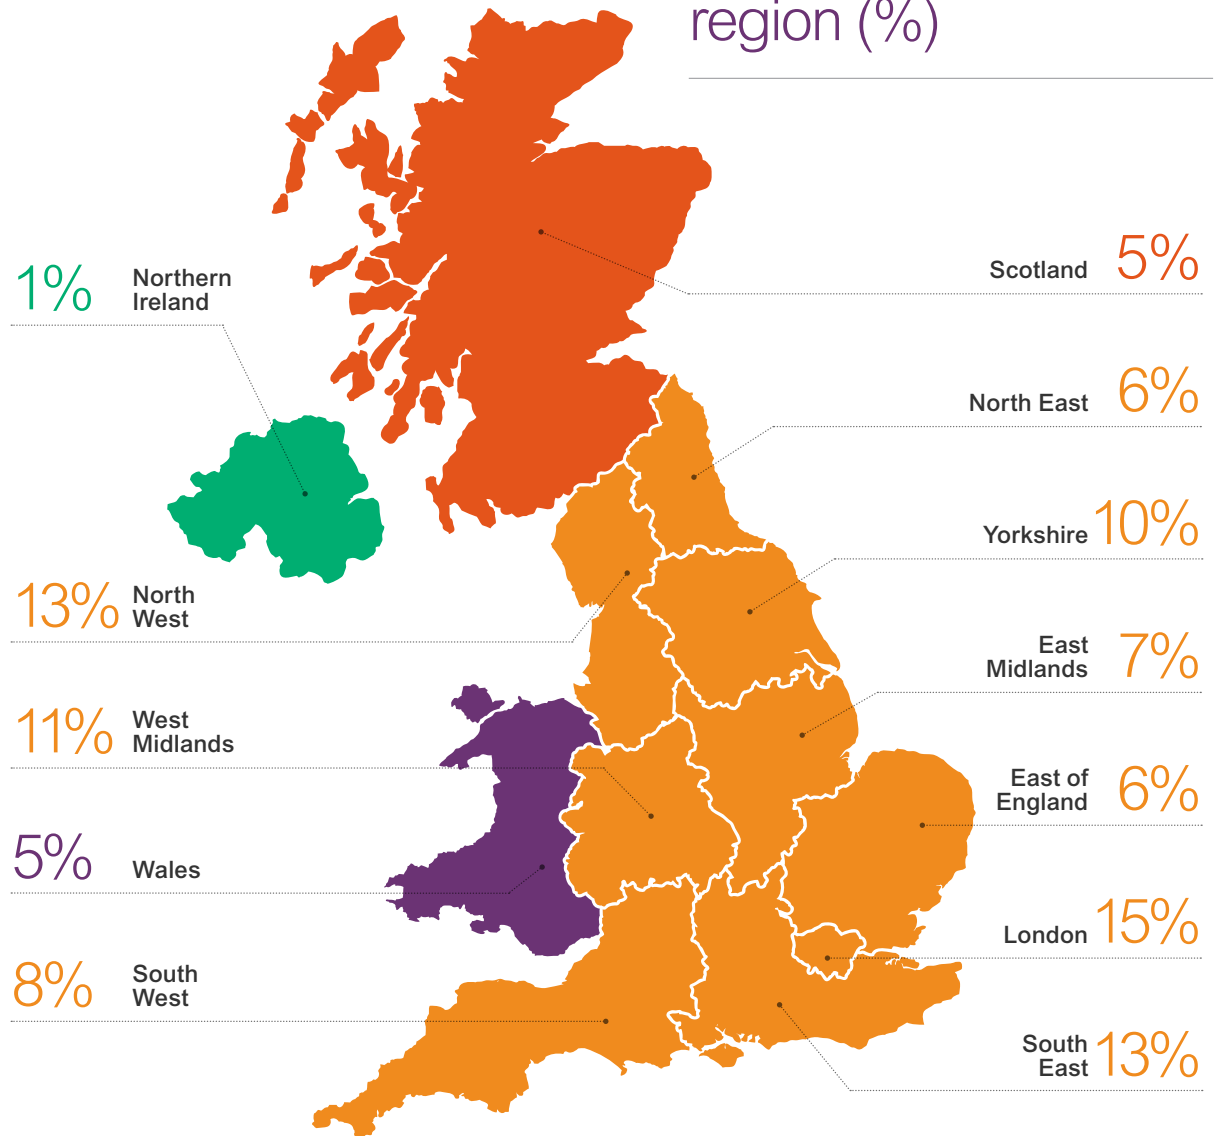 region (%)
1%
Northern
Ireland
13%
North
West
11%
West
Midlands
5%
Wales
8%
South
West
Scotland
5%
North East
6%
Yorkshire
10%
East
Midlands
7%
East of
England
6%
London
15%
South
East
13%